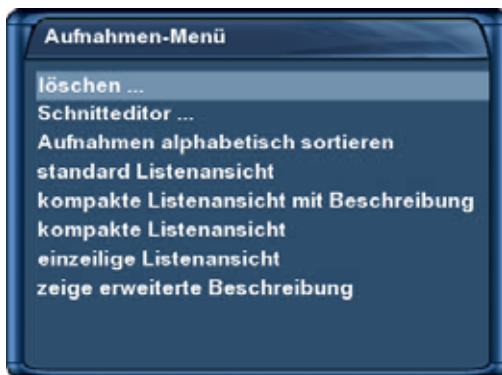 Aufnahmen-Menü
löschen ...
Schnitteditor ...
Aufnahmen alphabetisch sortieren
standard Listenansicht
kompakte Listenansicht mit Beschreibung
kompakte Listenansicht
einzeilige Listenansicht
zeige erweiterte Beschreibung